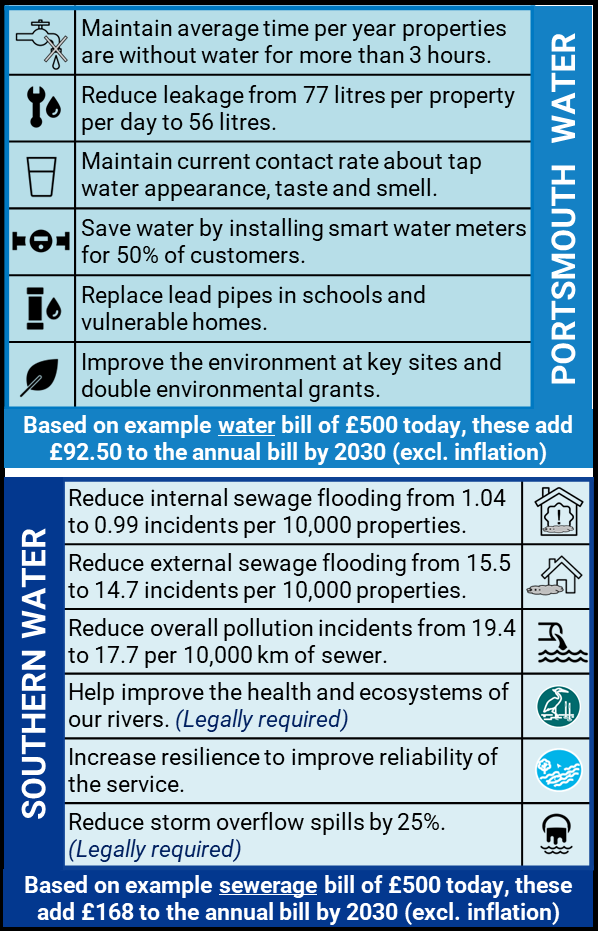 Maintain average time per year properties
are without water for more than 3 hours.
Reduce leakage from 77 litres per property
per day to 56 litres.
Maintain current contact rate about tap
water appearance, taste and smell.
Save water by installing smart water meters
for 50% of customers.
Replace lead pipes in schools and
vulnerable homes.
Improve the environment at key sites and
double environmental grants.
PORTSMOUTH WATER
Based on example water bill of £500 today, these add
£92.50 to the annual bill by 2030 (excl. inflation)
SOUTHERN WATER
Reduce internal sewage flooding from 1.04
to 0.99 incidents per 10,000 properties.
Reduce external sewage flooding from 15.5
to 14.7 incidents per 10,000 properties.
Reduce overall pollution incidents from 19.4
to 17.7 per 10,000 km of sewer.
Help improve the health and ecosystems of
our rivers. (Legally required)
Increase resilience to improve reliability of
the service.
Reduce storm overflow spills by 25%.
(Legally required)
Based on example sewerage bill of £500 today, these
add £168 to the annual bill by 2030 (excl. inflation)